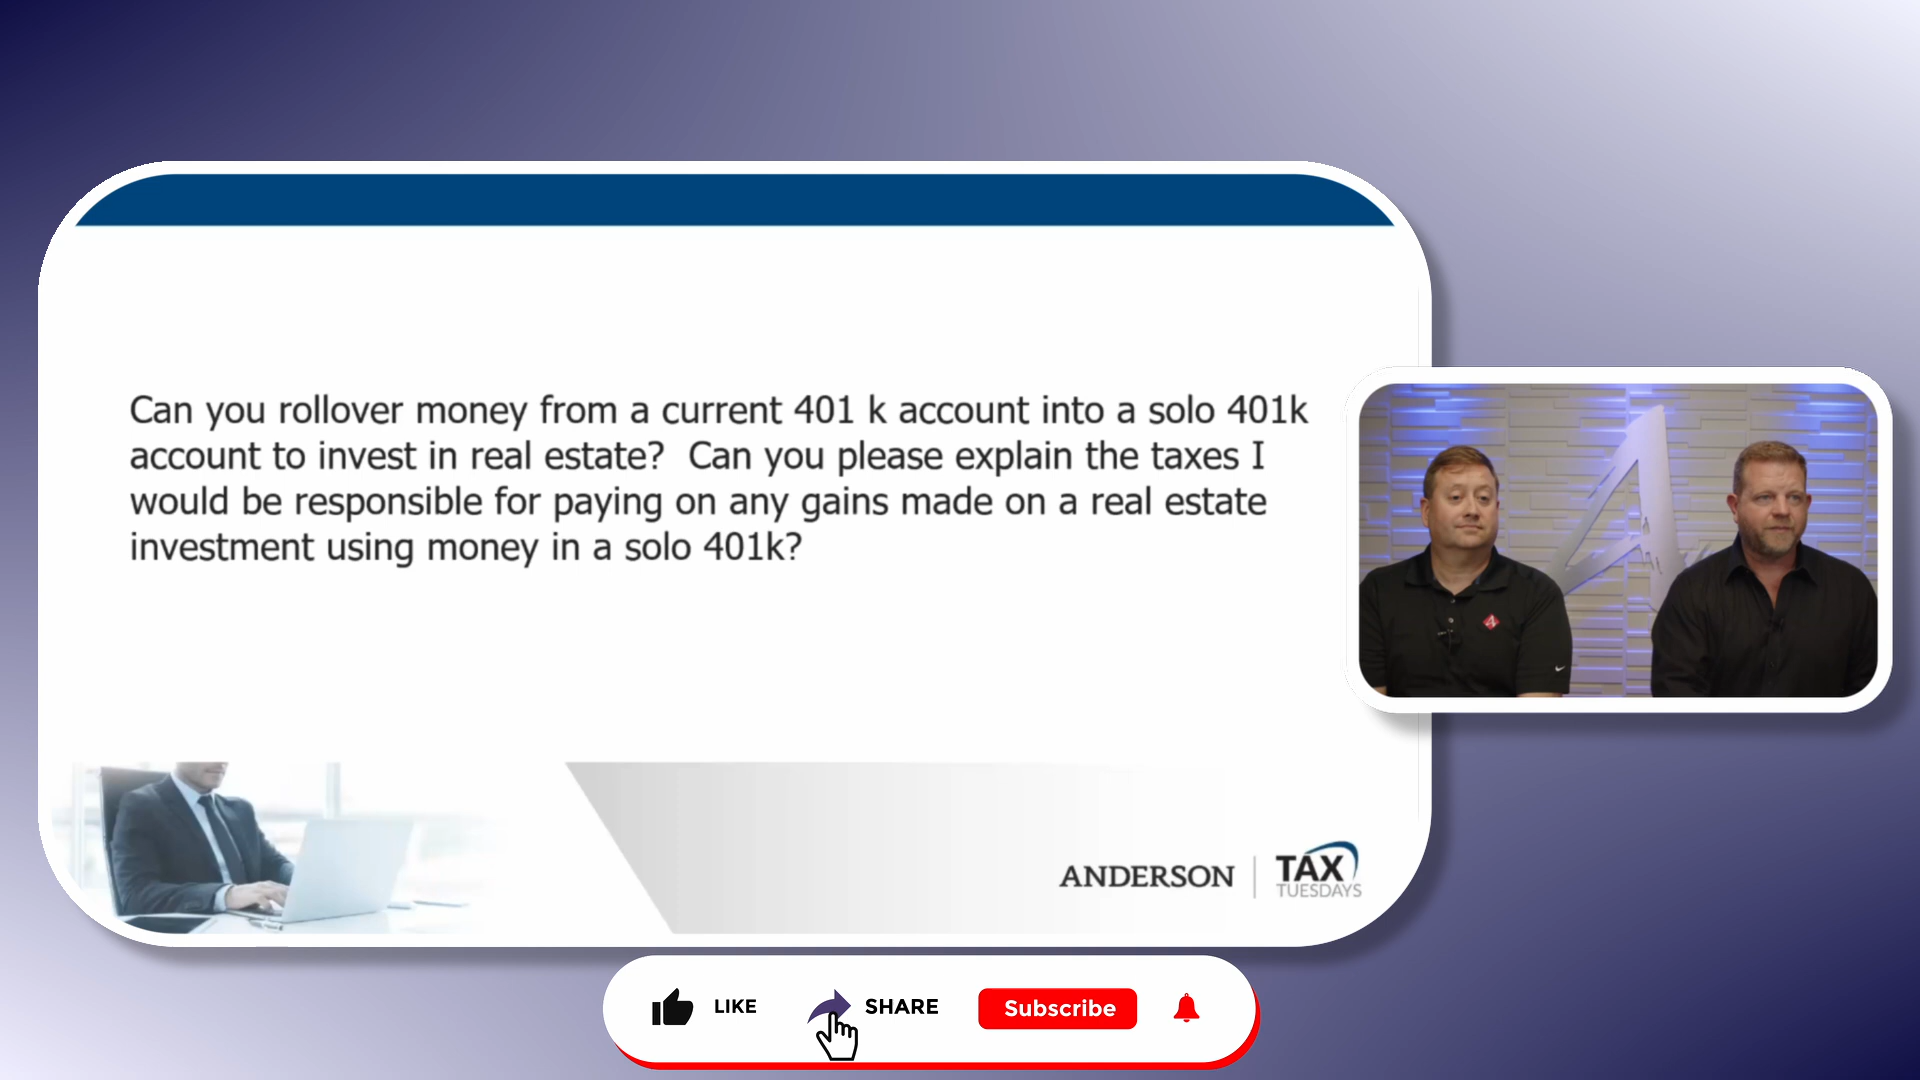 Can you rollover money from a current 401 k account into a solo 401k
account to invest in real estate?  Can you please explain the taxes I
would be responsible for paying on any gains made on a real estate
investment using money in a solo 401k?
ANDERSON
TAX
TUESDAYS
LIKE
SHARE
Subscribe